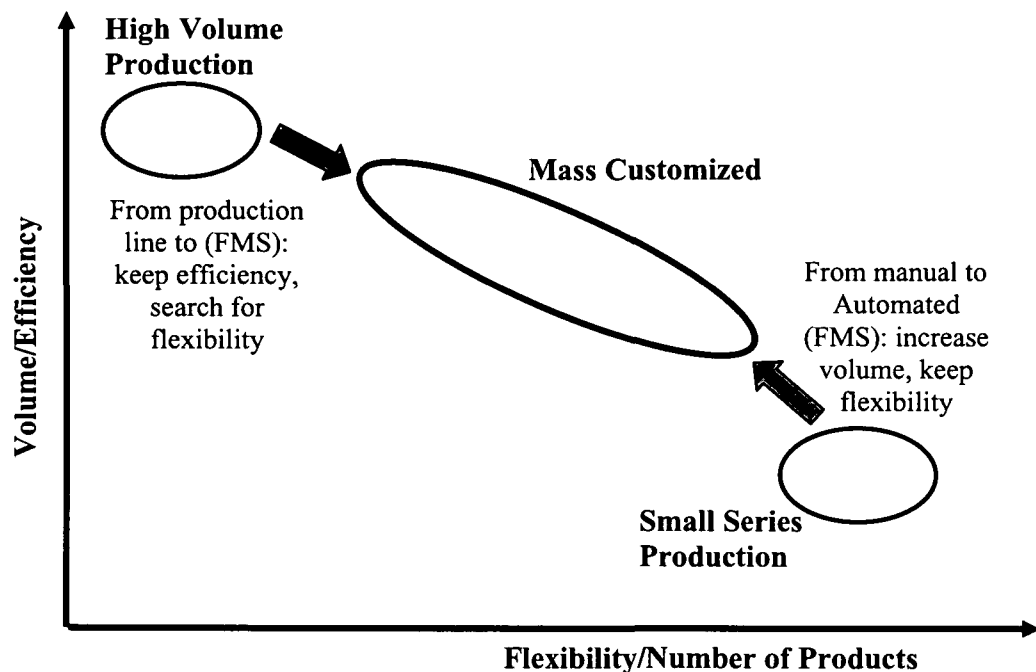 High Volume
Production
From production
line to (FMS):
keep efficiency,
search for
flexibility
Mass Customized
From manual to
Automated
(FMS): increase
volume, keep
flexibility
Small Series
Production
Volume/Efficiency
Flexibility/Number of Products